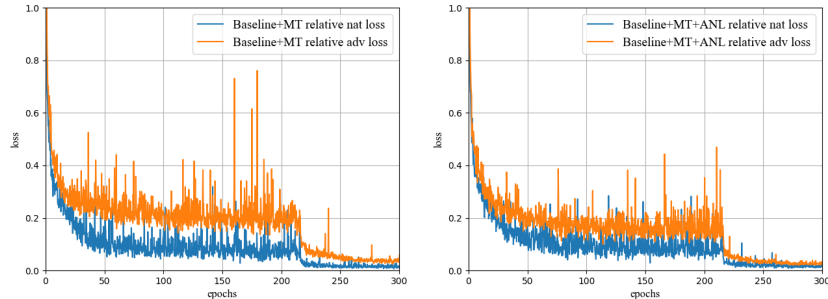 Baseline+MT relative nat loss
Baseline+MT relative adv loss
loss
1.0
0.8
0.6
0.4
0.2
0.0
0 50 100 150 200 250 300
epochs
Baseline+MT+ANL relative nat loss
Baseline+MT+ANL relative adv loss
loss
1.0
0.8
0.6
0.4
0.2
0.0
0 50 100 150 200 250 300
epochs